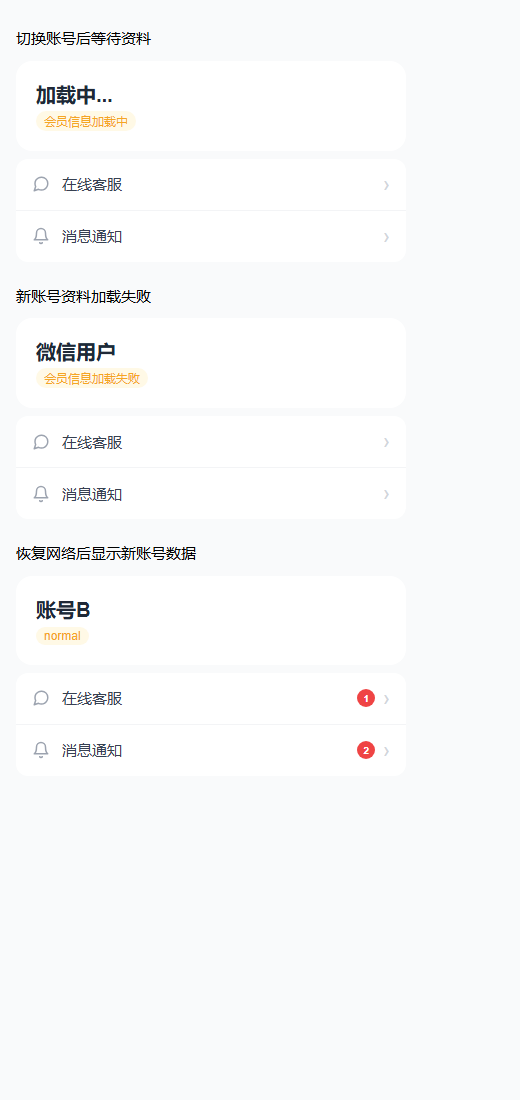 切换账号后等待资料
加载中...
会员信息加载中
在线客服
消息通知
新账号资料加载失败
微信用户
会员信息加载失败
在线客服
消息通知
恢复网络后显示新账号数据
账号B
normal
在线客服 1
消息通知 2